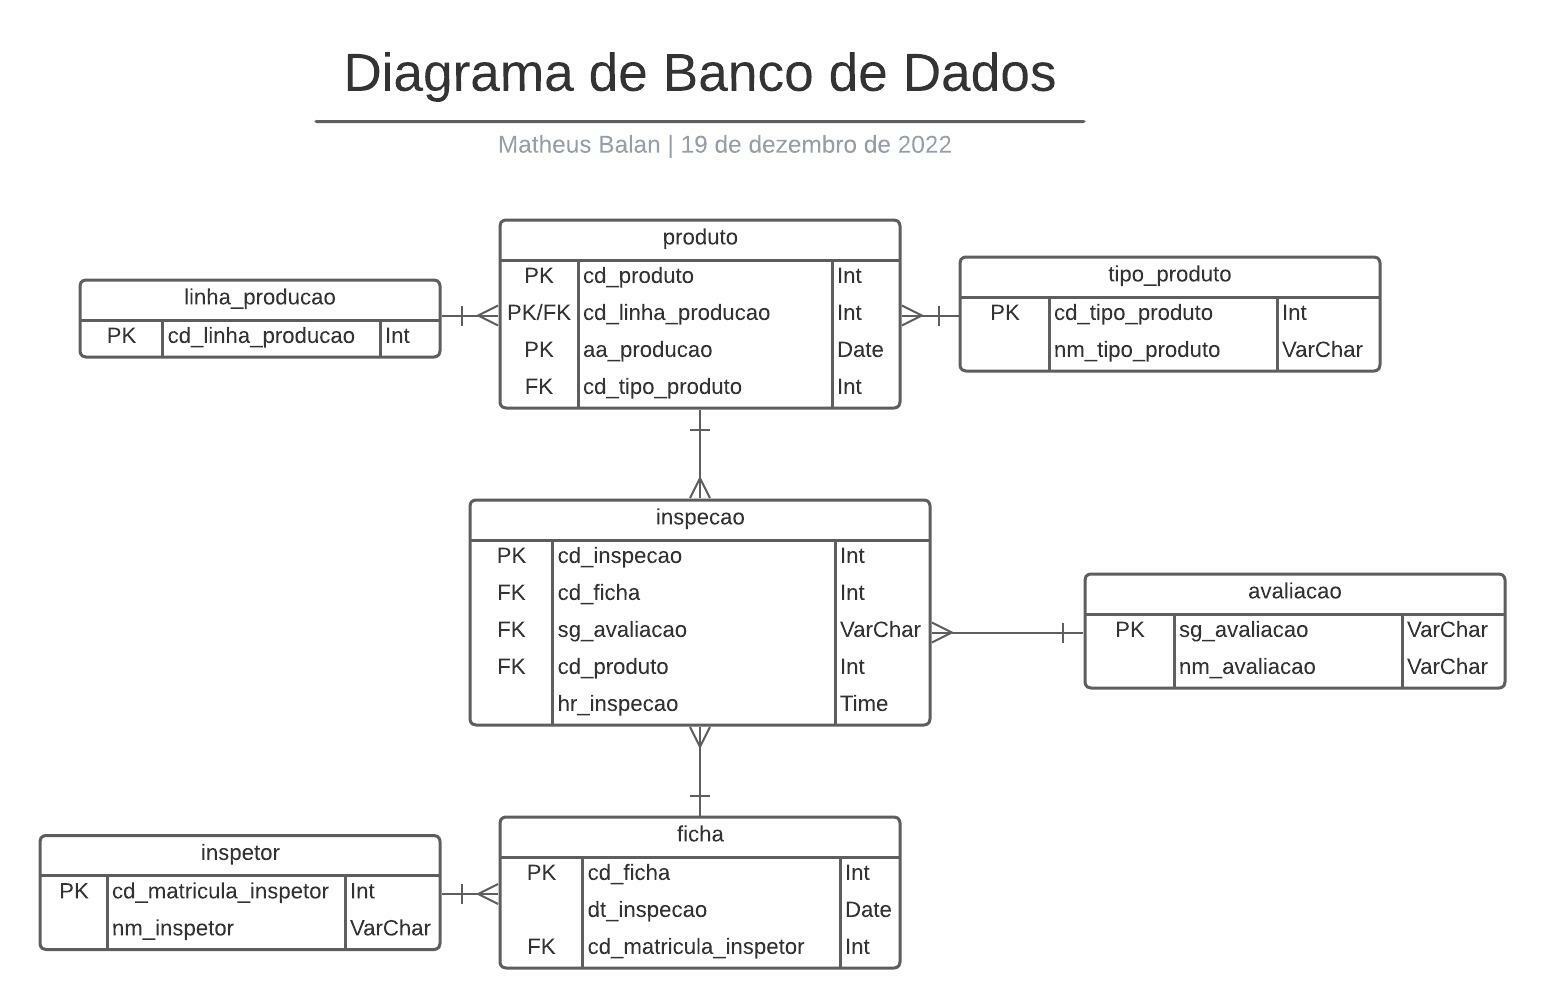 Diagrama de Banco de Dados
Matheus Balan | 19 de dezembro de 2022
produto
PK cd_produto Int
PK/FK cd_linha_producao Int
PK aa_producao Date
FK cd_tipo_produto Int
linha_producao
PK cd_linha_producao Int
tipo_produto
PK cd_tipo_produto Int
nm_tipo_produto VarChar
inspecao
PK cd_inspecao Int
FK cd_ficha Int
FK sg_avaliacao VarChar
FK cd_produto Int
hr_inspecao Time
avaliacao
PK sg_avaliacao VarChar
nm_avaliacao VarChar
inspetor
PK cd_matricula_inspetor Int
nm_inspetor VarChar
ficha
PK cd_ficha Int
dt_inspecao Date
FK cd_matricula_inspetor Int